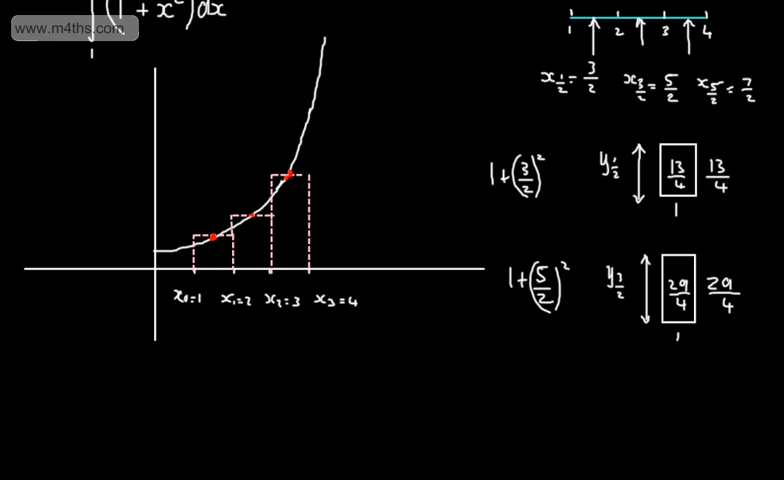 ∫ (1 + x²)dx
www.m4ths.com
1
1 2 3 4
x½ = 3/2 x3/2 = 5/2 x5/2 = 7/2
1+(3/2)² y½ 13/4 13/4
1
1+(5/2)² y3/2 29/4 29/4
1
x₀=1 x₁=2 x₂=3 x₃=4